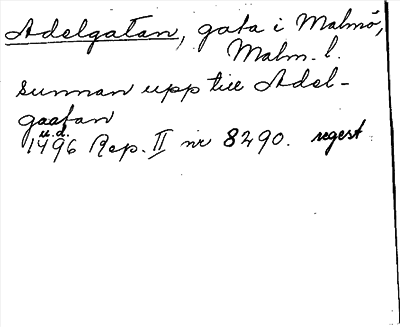 Adelgatan, gata i Malmö,
Malm. l.
sunnan upp till Adel-
gaatan
u.d.
1496 Rep. II nr 8290. regest